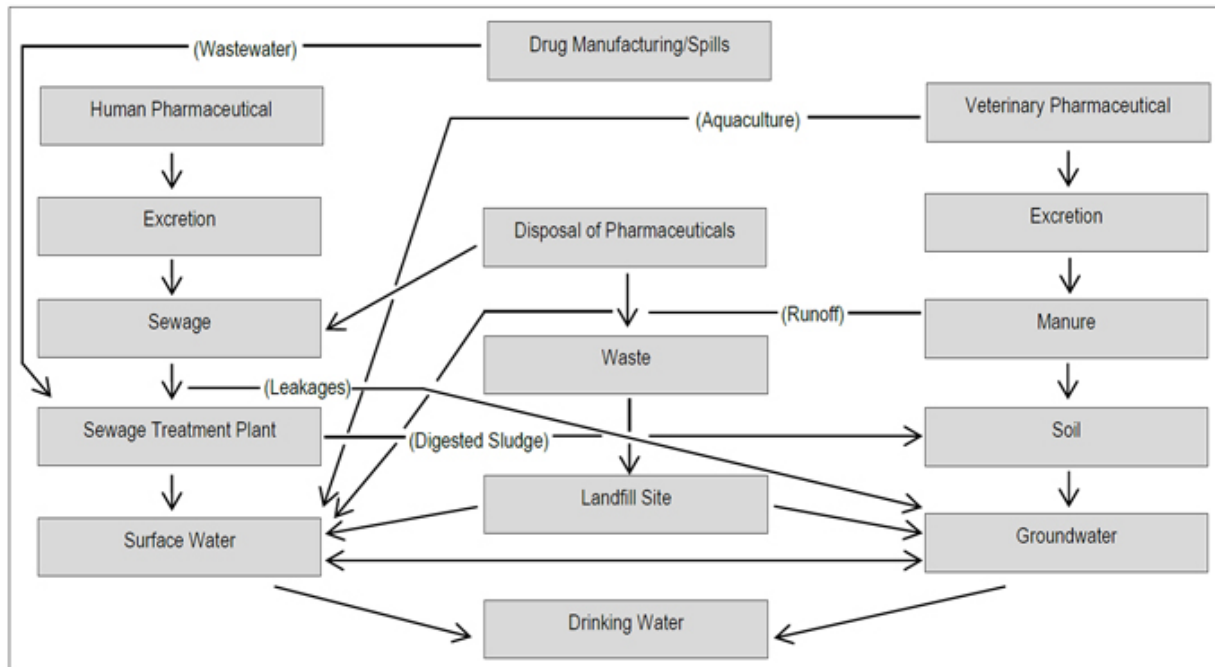 Drug Manufacturing/Spills
(Wastewater)
Human Pharmaceutical
(Aquaculture)
Veterinary Pharmaceutical
Excretion
Disposal of Pharmaceuticals
Excretion
Sewage
(Runoff)
Manure
Waste
(Leakages)
Sewage Treatment Plant
(Digested Sludge)
Soil
Landfill Site
Surface Water
Groundwater
Drinking Water